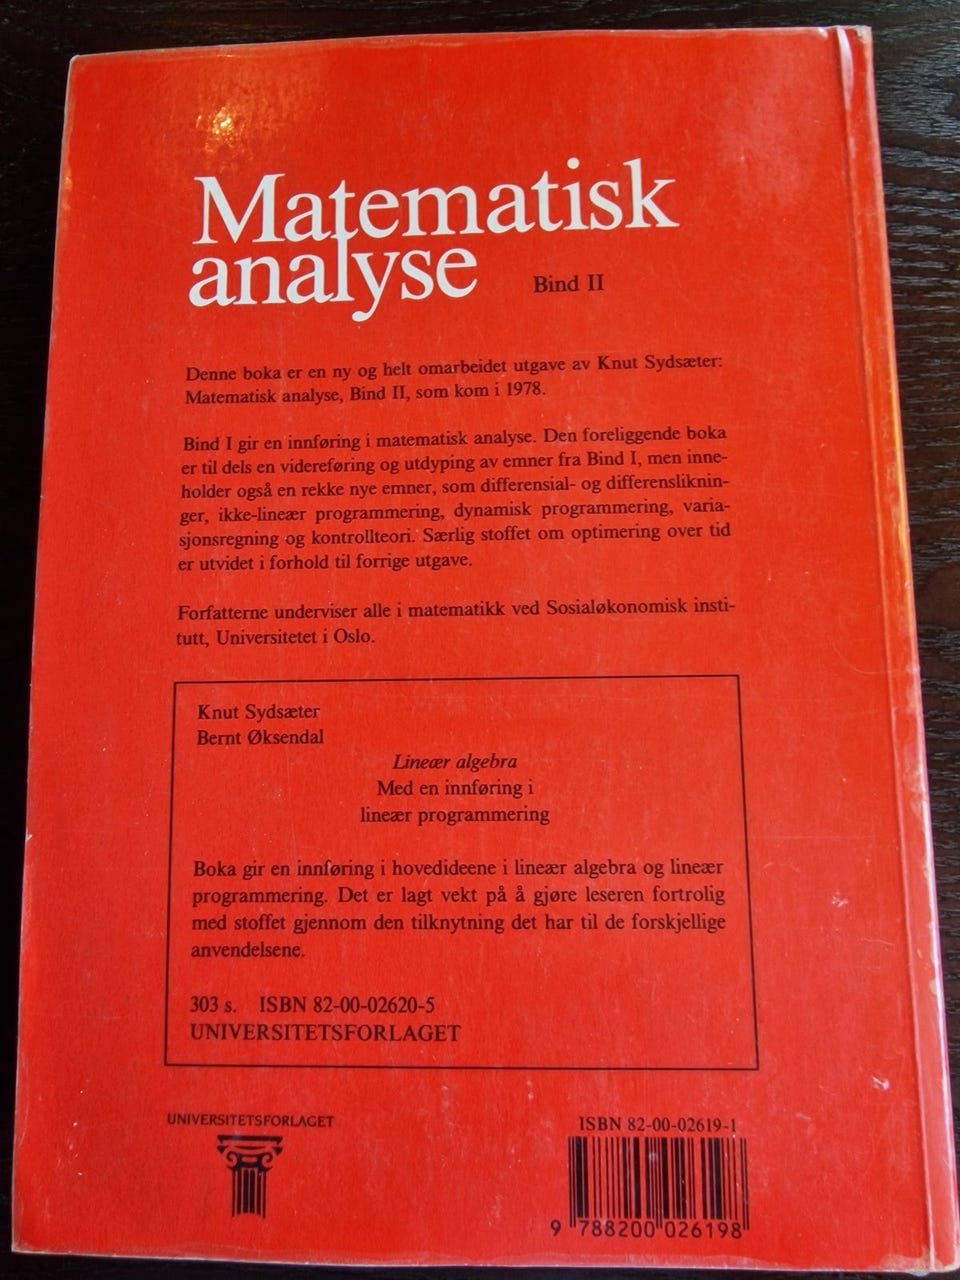 Matematisk
analyse
Bind II
Denne boka er en ny og helt omarbeidet utgave av Knut Sydsæter:
Matematisk analyse, Bind II, som kom i 1978.
Bind I gir en innføring i matematisk analyse. Den foreliggende boka
er til dels en videreføring og utdyping av emner fra Bind I, men inne-
holder også en rekke nye emner, som differensial- og differensliknin-
ger, ikke-lineær programmering, dynamisk programmering, varia-
sjonsregning og kontrollteori. Særlig stoffet om optimering over tid
er utvidet i forhold til forrige utgave.
Forfatterne underviser alle i matematikk ved Sosialøkonomisk insti-
tutt, Universitetet i Oslo.
Knut Sydsæter
Bernt Øksendal
Lineær algebra
Med en innføring i
lineær programmering
Boka gir en innføring i hovedideene i lineær algebra og lineær
programmering. Det er lagt vekt på å gjøre leseren fortrolig
med stoffet gjennom den tilknytning det har til de forskjellige
anvendelsene.
303 s. ISBN 82-00-02620-5
UNIVERSITETSFORLAGET
UNIVERSITETSFORLAGET
ISBN 82-00-02619-1
9 788200 026198